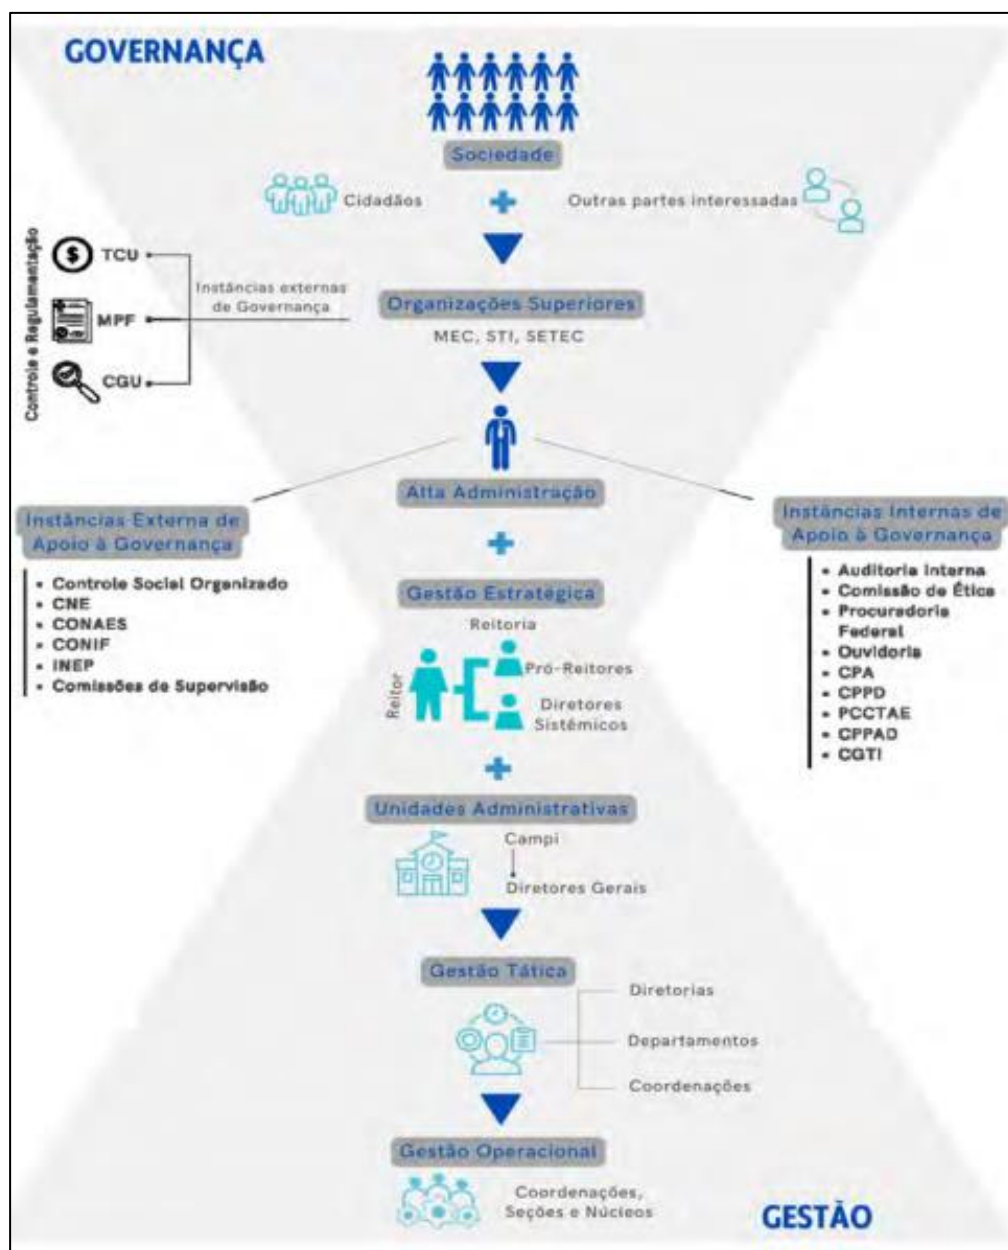 GOVERNANÇA
Sociedade
Cidadãos
Outras partes interessadas
Controle e Regulamentação
TCU
MPF
CGU
Instâncias externas
de Governança
Organizações Superiores
MEC, STI, SETEC
Alta Administração
Instâncias Externa de
Apoio à Governança
• Controle Social Organizado
• CNE
• CONAES
• CONIF
• INEP
• Comissões de Supervisão
Instâncias Internas de
Apoio à Governança
• Auditoria Interna
• Comissão de Ética
• Procuradoria
Federal
• Ouvidoria
• CPA
• CPPD
• PCCTAE
• CPPAD
• CGTI
Gestão Estratégica
Reitoria
Reitor
Pró-Reitores
Diretores
Sistêmicos
Unidades Administrativas
Campi
Diretores Gerais
Gestão Tática
Diretorias
Departamentos
Coordenações
Gestão Operacional
Coordenações,
Seções e Núcleos
GESTÃO